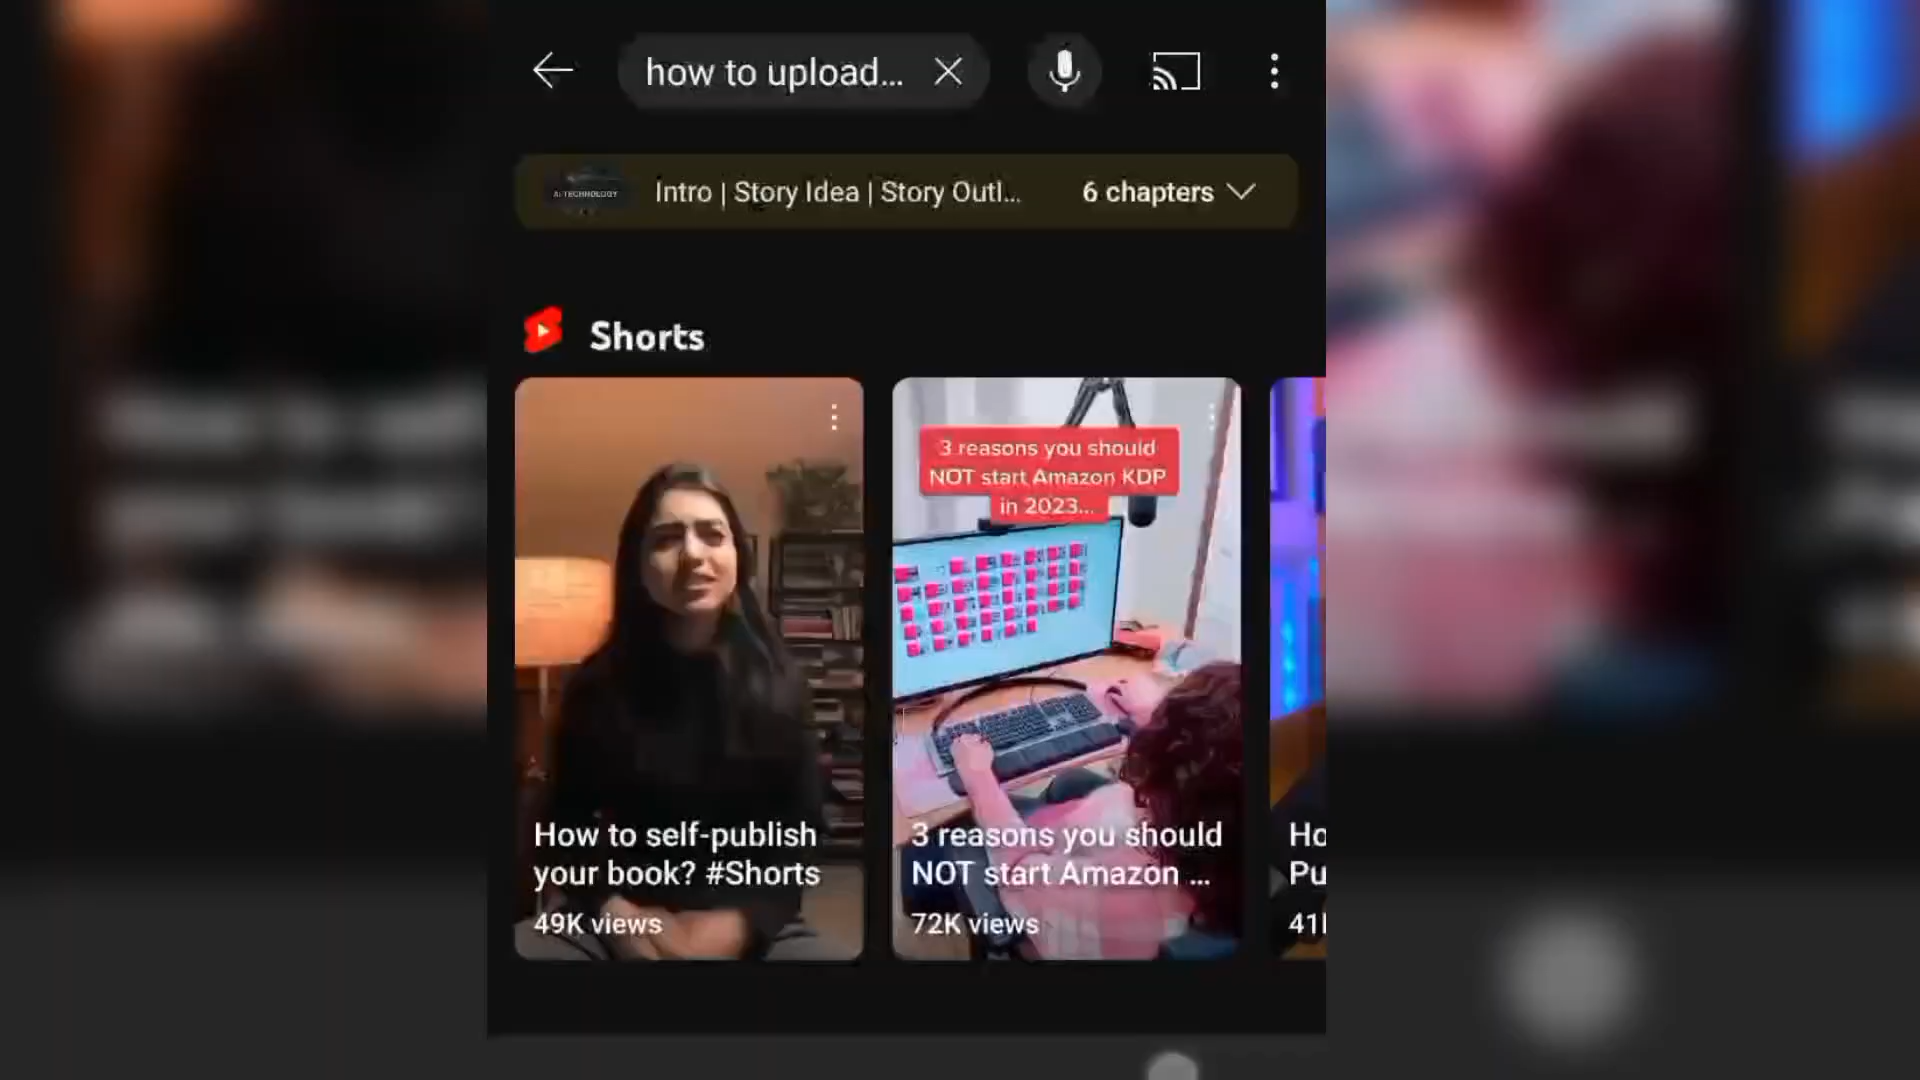 how to upload...
AI TECHNOLOGY
Intro | Story Idea | Story Outl...
6 chapters
Shorts
How to self-publish
your book? #Shorts
49K views
3 reasons you should
NOT start Amazon KDP
in 2023...
3 reasons you should
NOT start Amazon ...
72K views
Ho
Pu
41